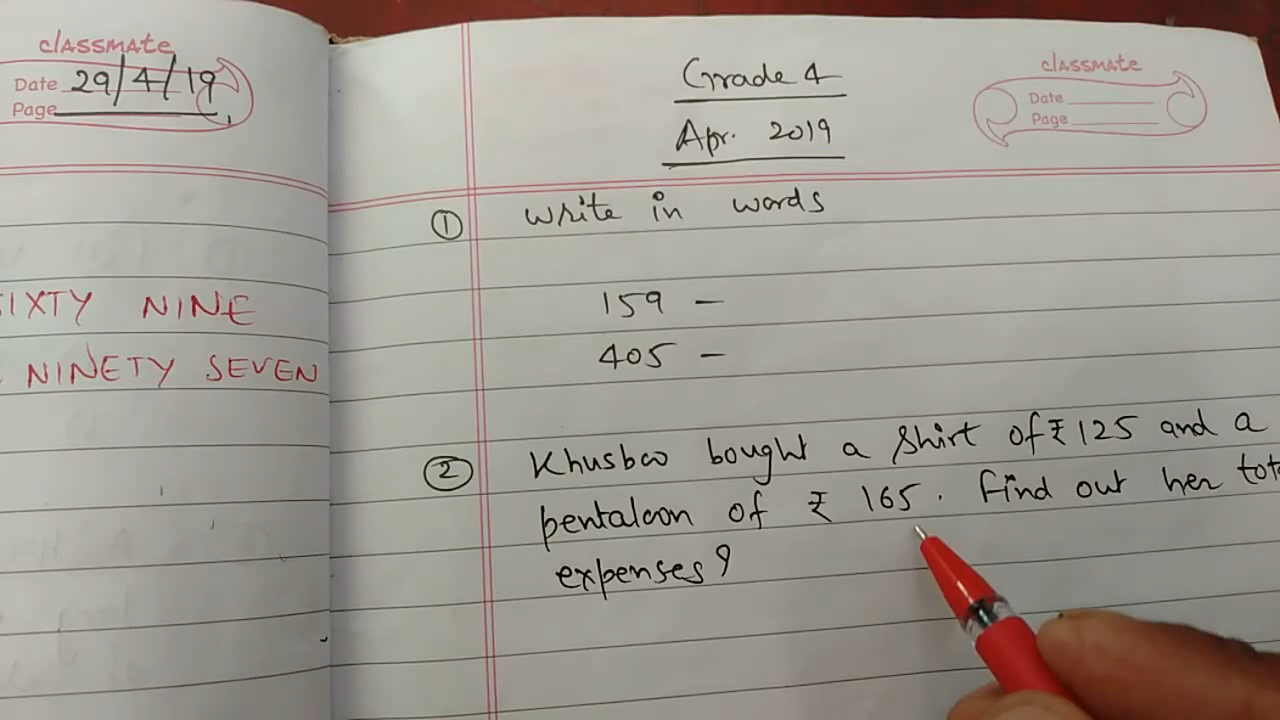 classmate
Date 29/4/19
Page
SIXTY NINE
NINETY SEVEN
Grade 4
Apr. 2019
classmate
Date
Page
① Write in words
159 -
405 -
② Khusboo bought a Shirt of ₹ 125 and a
pentaloon of ₹ 165. Find out her
expenses?